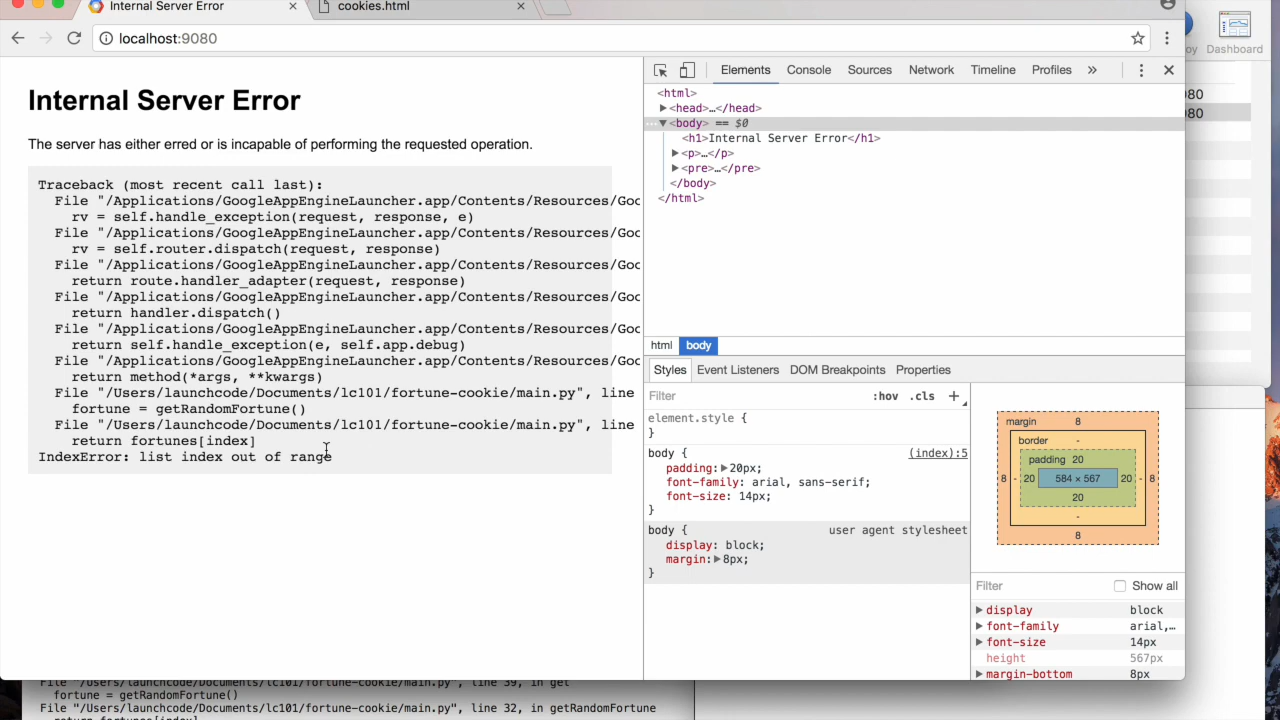 Internal Server Error
cookies.html
localhost:9080
Dashboard
Internal Server Error
The server has either erred or is incapable of performing the requested operation.
Traceback (most recent call last):
File "/Applications/GoogleAppEngineLauncher.app/Contents/Resources/Goo
rv = self.handle_exception(request, response, e)
File "/Applications/GoogleAppEngineLauncher.app/Contents/Resources/Goo
rv = self.router.dispatch(request, response)
File "/Applications/GoogleAppEngineLauncher.app/Contents/Resources/Goo
return route.handler_adapter(request, response)
File "/Applications/GoogleAppEngineLauncher.app/Contents/Resources/Goo
return handler.dispatch()
File "/Applications/GoogleAppEngineLauncher.app/Contents/Resources/Goo
return self.handle_exception(e, self.app.debug)
File "/Applications/GoogleAppEngineLauncher.app/Contents/Resources/Goo
return method(*args, **kwargs)
File "/Users/launchcode/Documents/lc101/fortune-cookie/main.py", line
fortune = getRandomFortune()
File "/Users/launchcode/Documents/lc101/fortune-cookie/main.py", line
return fortunes[index]
IndexError: list index out of range
Elements Console Sources Network Timeline Profiles »
<html>
<head>…</head>
… <body> == $0
<h1>Internal Server Error</h1>
<p>…</p>
<pre>…</pre>
</body>
</html>
html body
Styles Event Listeners DOM Breakpoints Properties
Filter :hov .cls +
element.style {
}
body { (index):5
padding: 20px;
font-family: arial, sans-serif;
font-size: 14px;
}
body { user agent stylesheet
display: block;
margin: 8px;
}
margin 8
border -
padding 20
8 - 20 584 × 567 20 - 8
20
-
8
Filter Show all
display block
font-family arial,…
font-size 14px
height 567px
margin-bottom 8px
080
080
File "/Users/launchcode/Documents/lc101/fortune-cookie/main.py", line 39, in get
fortune = getRandomFortune()
File "/Users/launchcode/Documents/lc101/fortune-cookie/main.py", line 32, in getRandomFortune
return fortunes[index]